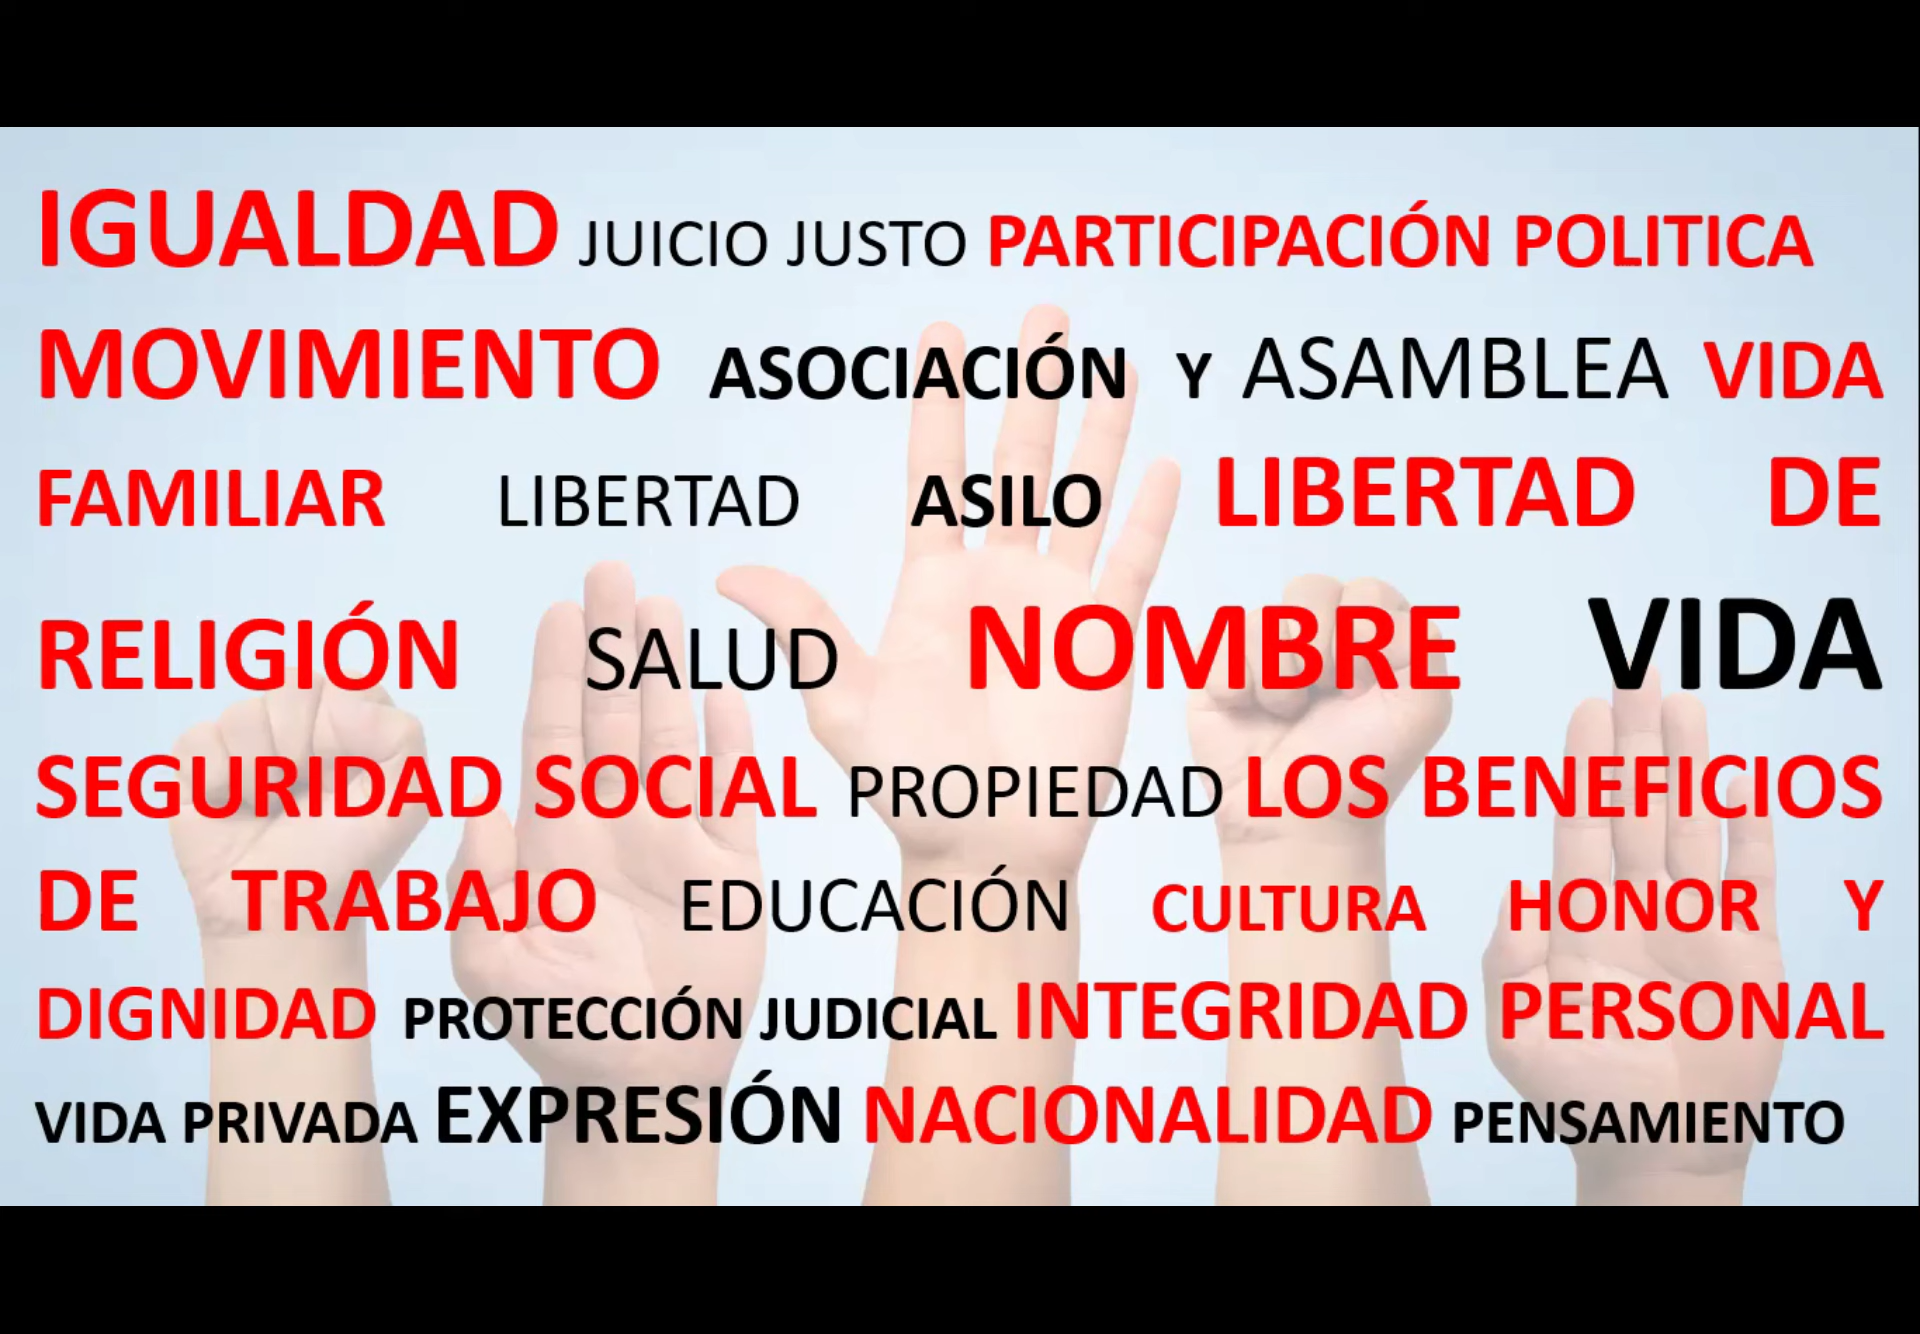 IGUALDAD JUICIO JUSTO PARTICIPACIÓN POLITICA
MOVIMIENTO ASOCIACIÓN Y ASAMBLEA VIDA
FAMILIAR LIBERTAD ASILO LIBERTAD DE
RELIGIÓN SALUD NOMBRE VIDA
SEGURIDAD SOCIAL PROPIEDAD LOS BENEFICIOS
DE TRABAJO EDUCACIÓN CULTURA HONOR Y
DIGNIDAD PROTECCIÓN JUDICIAL INTEGRIDAD PERSONAL
VIDA PRIVADA EXPRESIÓN NACIONALIDAD PENSAMIENTO